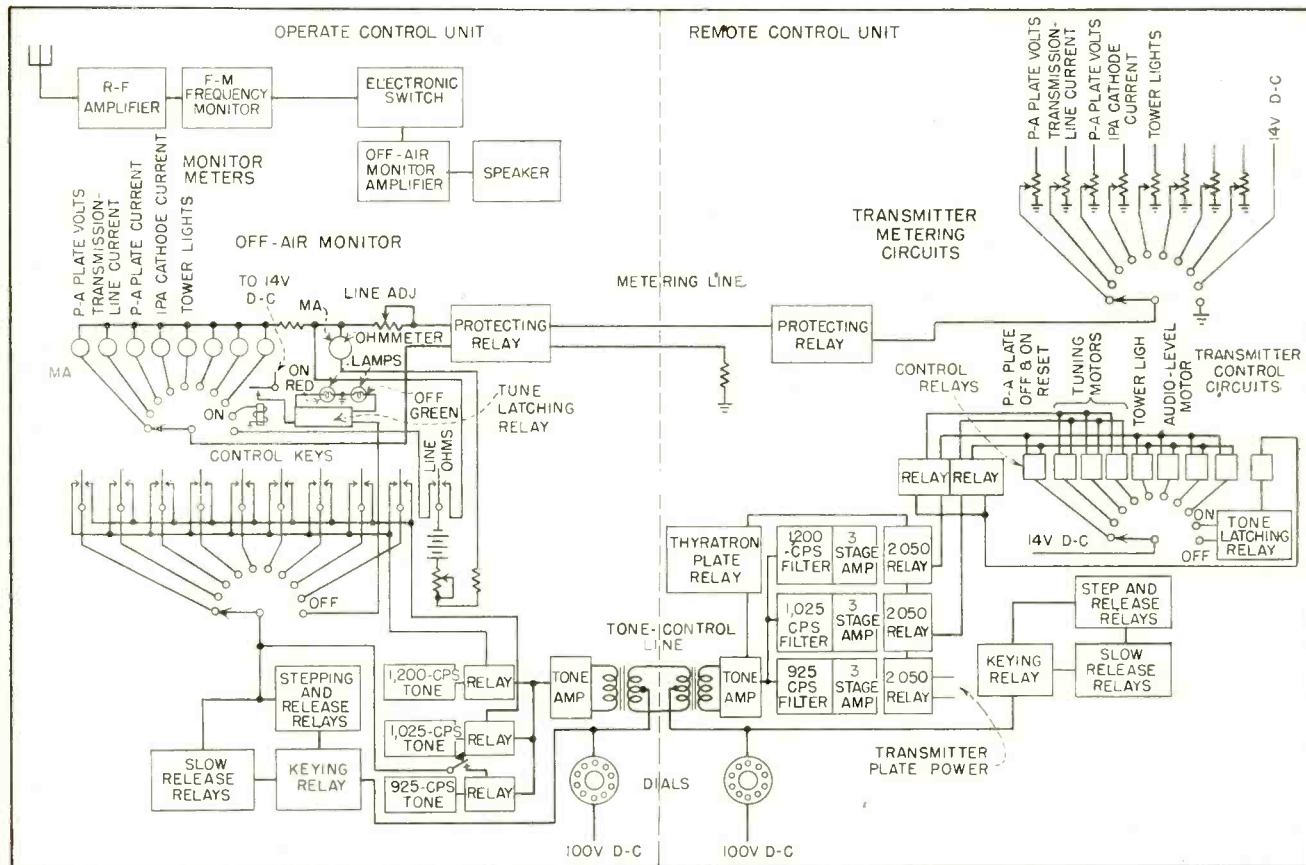 OPERATE CONTROL UNIT
REMOTE CONTROL UNIT
R-F
AMPLIFIER
F-M
FREQUENCY
MONITOR
ELECTRONIC
SWITCH
OFF-AIR
MONITOR
AMPLIFIER
SPEAKER
MONITOR
METERS
P-A PLATE VOLTS
TRANSMISSION-
LINE CURRENT
P-A PLATE CURRENT
IPA CATHODE CURRENT
TOWER LIGHTS
OFF-AIR MONITOR
TO 14V
D-C
MA
LINE ADJ
OHMMETER
LAMPS
MA
ON
RED
ON
OFF
GREEN
TUNE
LATCHING
RELAY
CONTROL KEYS
LINE
OHMS
OFF
PROTECTING
RELAY
METERING LINE
PROTECTING
RELAY
P-A PLATE VOLTS
TRANSMISSION-
LINE CURRENT
P-A PLATE VOLTS
IPA CATHODE
CURRENT
TOWER LIGHTS
14V D-C
TRANSMITTER
METERING
CIRCUITS
CONTROL
RELAYS
P-A PLATE
OFF & ON
RESET
TUNING
MOTORS
TOWER LIGH
AUDIO-LEVEL
MOTOR
TRANSMITTER
CONTROL
CIRCUITS
RELAY
RELAY
14V D-C
ON
OFF
TONE
LATCHING
RELAY
THYRATRON
PLATE
RELAY
1,200
-CPS
FILTER
3
STAGE
AMP
2050
RELAY
1,025
CPS
FILTER
3
STAGE
AMP
2050
RELAY
925
CPS
FILTER
3
STAGE
AMP
2050
RELAY
STEP AND
RELEASE RELAYS
KEYING
RELAY
SLOW
RELEASE RELAYS
TRANSMITTER
PLATE POWER
TONE-CONTROL
LINE
TONE
AMP
TONE
AMP
1,200-CPS
TONE
RELAY
1,025-CPS
TONE
RELAY
925-CPS
TONE
RELAY
STEPPING
AND
RELEASE
RELAYS
SLOW
RELEASE
RELAYS
KEYING
RELAY
DIALS
100V D-C
100V D-C